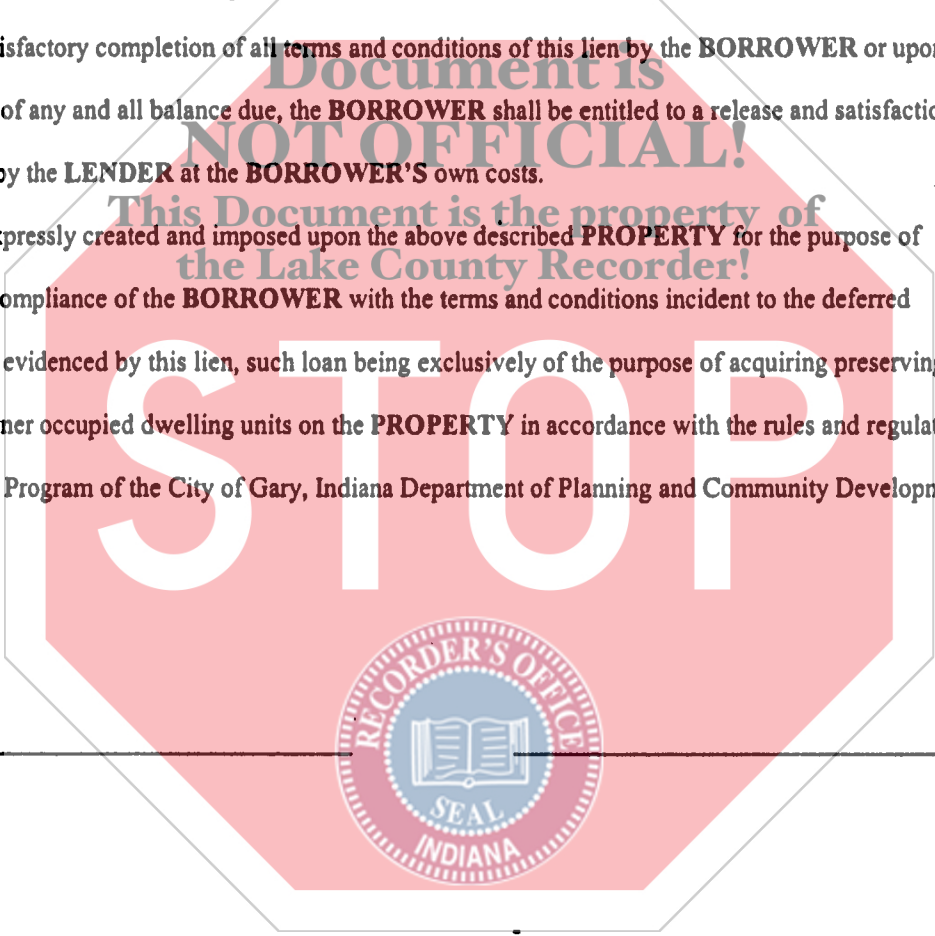 isfactory completion of all terms and conditions of this lien by the BORROWER or upon
Document is
of any and all balance due, the BORROWER shall be entitled to a release and satisfactio
NOT OFFICIAL!
by the LENDER at the BORROWER'S own costs.
This Document is the property of
pressly created and imposed upon the above described PROPERTY for the purpose of
the Lake County Recorder!
ompliance of the BORROWER with the terms and conditions incident to the deferred
evidenced by this lien, such loan being exclusively of the purpose of acquiring preserving
ner occupied dwelling units on the PROPERTY in accordance with the rules and regulat
STOP
Program of the City of Gary, Indiana Department of Planning and Community Developm
RECORDER'S OFFICE
SEAL
INDIANA